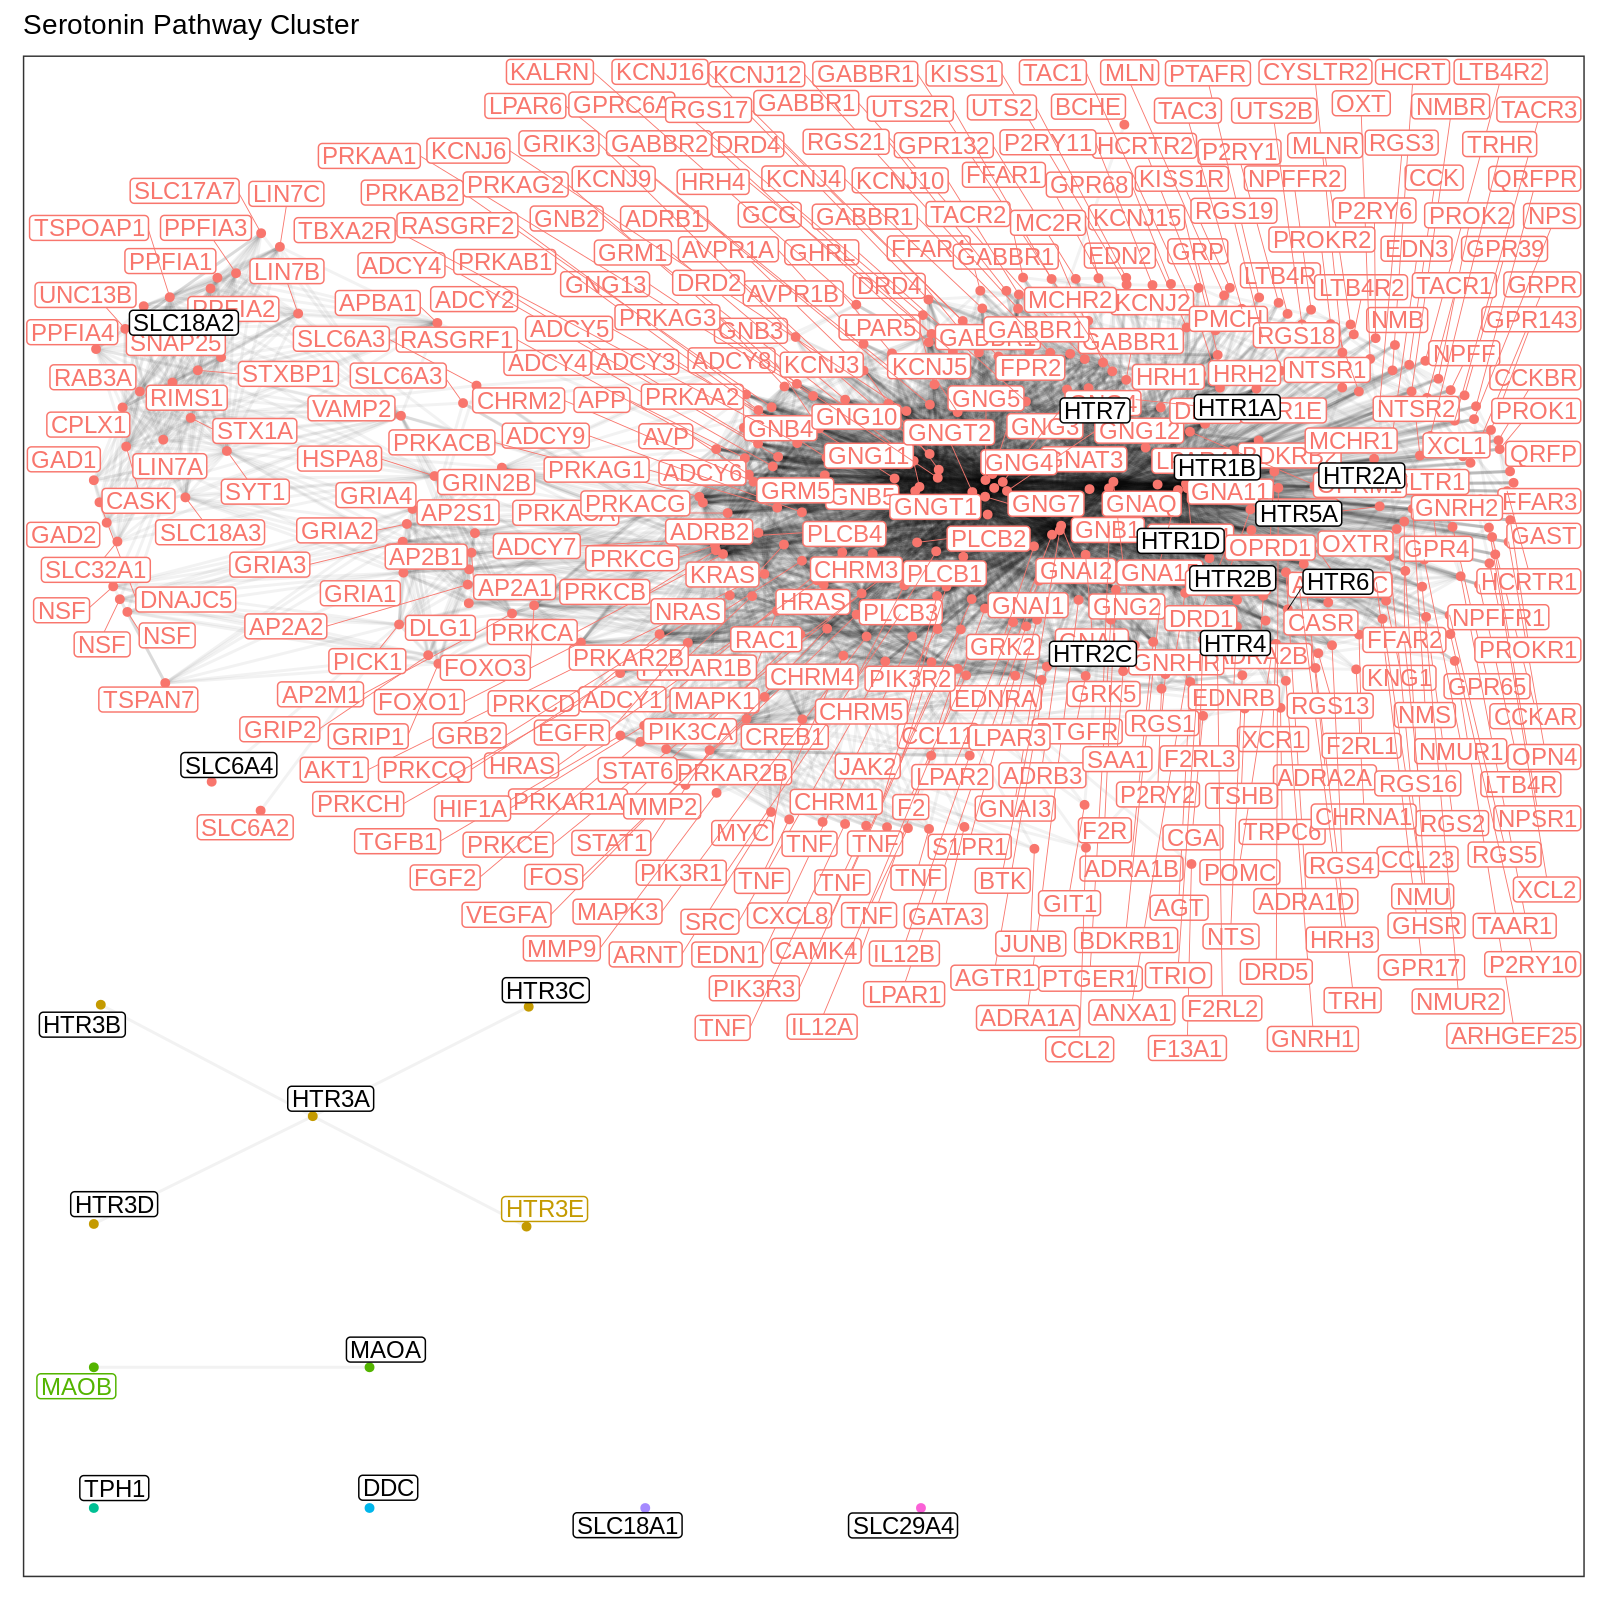 Serotonin Pathway Cluster
KALRN
KCNJ16
KCNJ12
GABBR1
KISS1
TAC1
MLN
PTAFR
CYSLTR2
HCRT
LTB4R2
LPAR6
GPRC6A
RGS17
GABBR1
UTS2R
UTS2
BCHE
TAC3
UTS2B
OXT
NMBR
TACR3
PRKAA1
KCNJ6
GRIK3
GABBR2
DRD4
RGS21
GPR132
P2RY11
HCRTR2
P2RY1
MLNR
RGS3
TRHR
SLC17A7
LIN7C
PRKAB2
PRKAG2
KCNJ9
HRH4
KCNJ4
KCNJ10
FFAR1
GPR68
KISS1R
NPFFR2
CCK
QRFPR
TSPOAP1
PPFIA3
TBXA2R
RASGRF2
GNB2
ADRB1
GCG
GABBR1
TACR2
MC2R
KCNJ15
RGS19
P2RY6
PROK2
NPS
PPFIA1
LIN7B
ADCY4
PRKAB1
GRM1
AVPR1A
GHRL
GABBR1
EDN2
GRP
PROKR2
EDN3
GPR39
UNC13B
PPFIA2
APBA1
ADCY2
GNG13
DRD2
AVPR1B
DRD4
MCHR2
KCNJ2
LTB4R
LTB4R2
TACR1
GRPR
PPFIA4
SLC18A2
SNAP25
SLC6A3
RASGRF1
ADCY5
PRKAG3
GNB3
LPAR5
GABBR1
GABBR1
PMCH
RGS18
NMB
GPR143
RAB3A
STXBP1
SLC6A3
ADCY4
ADCY3
ADCY8
KCNJ3
KCNJ5
FPR2
HRH1
HRH2
NTSR1
NPFF
CCKBR
CPLX1
RIMS1
VAMP2
CHRM2
APP
PRKAA2
GNG10
GNG5
HTR7
HTR1A
NTSR2
PROK1
GAD1
STX1A
PRKACB
ADCY9
AVP
GNB4
GNGT2
GNG3
GNG12
MCHR1
XCL1
QRFP
LIN7A
HSPA8
PRKAG1
ADCY6
GNG11
GNG4
GNAT3
HTR1B
HTR2A
LTR1
CASK
SYT1
GRIA4
GRIN2B
PRKACG
GRM5
GNB5
GNGT1
GNG7
GNAQ
GNA11
HTR5A
GNRH2
FFAR3
GAD2
SLC18A3
GRIA2
AP2S1
ADRB2
PLCB4
PLCB2
GNB1
HTR1D
OPRD1
OXTR
GPR4
GAST
SLC32A1
GRIA3
AP2B1
ADCY7
PRKCG
KRAS
CHRM3
PLCB1
GNAI2
HTR2B
HTR6
HCRTR1
NSF
DNAJC5
GRIA1
AP2A1
PRKCB
NRAS
HRAS
PLCB3
GNAI1
GNG2
DRD1
CASR
NPFFR1
NSF
NSF
AP2A2
DLG1
PRKCA
RAC1
GRK2
HTR2C
HTR4
FFAR2
PROKR1
TSPAN7
PICK1
FOXO3
PRKAR2B
CHRM4
PIK3R2
GNRHR
KNG1
GPR65
AP2M1
FOXO1
PRKCD
ADCY1
MAPK1
EDNRA
GRK5
EDNRB
RGS13
NMS
CCKAR
GRIP2
GRIP1
GRB2
EGFR
PIK3CA
CREB1
CHRM5
LPAR3
PTGFR
RGS1
XCR1
F2RL1
NMUR1
OPN4
SLC6A4
AKT1
PRKCQ
HRAS
STAT6
PRKAR2B
JAK2
LPAR2
ADRB3
SAA1
F2RL3
ADRA2A
RGS16
LTB4R
SLC6A2
PRKCH
HIF1A
PRKAR1A
MMP2
CHRM1
F2
GNAI3
P2RY2
TSHB
CHRNA1
RGS2
NPSR1
TGFB1
PRKCE
STAT1
MYC
TNF
TNF
S1PR1
F2R
CGA
TRPC6
RGS4
CCL23
RGS5
FGF2
FOS
PIK3R1
TNF
TNF
TNF
BTK
ADRA1B
POMC
NMU
XCL2
VEGFA
MAPK3
SRC
CXCL8
TNF
GATA3
GIT1
AGT
ADRA1D
GHSR
TAAR1
MMP9
ARNT
EDN1
CAMK4
IL12B
JUNB
BDKRB1
NTS
HRH3
GPR17
P2RY10
PIK3R3
LPAR1
AGTR1
PTGER1
TRIO
DRD5
TRH
NMUR2
TNF
IL12A
ADRA1A
ANXA1
F2RL2
GNRH1
ARHGEF25
CCL2
F13A1
HTR3B
HTR3C
HTR3A
HTR3D
HTR3E
MAOA
MAOB
TPH1
DDC
SLC18A1
SLC29A4